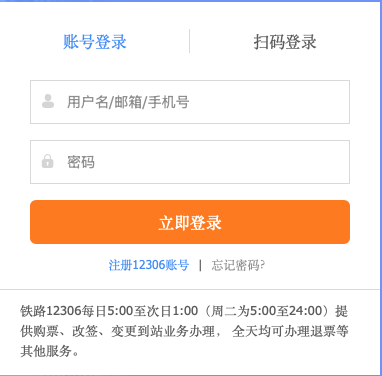 账号登录
扫码登录
用户名/邮箱/手机号
密码
立即登录
注册12306账号 | 忘记密码?
铁路12306每日5:00至次日1:00（周二为5:00至24:00）提
供购票、改签、变更到站业务办理， 全天均可办理退票等
其他服务。